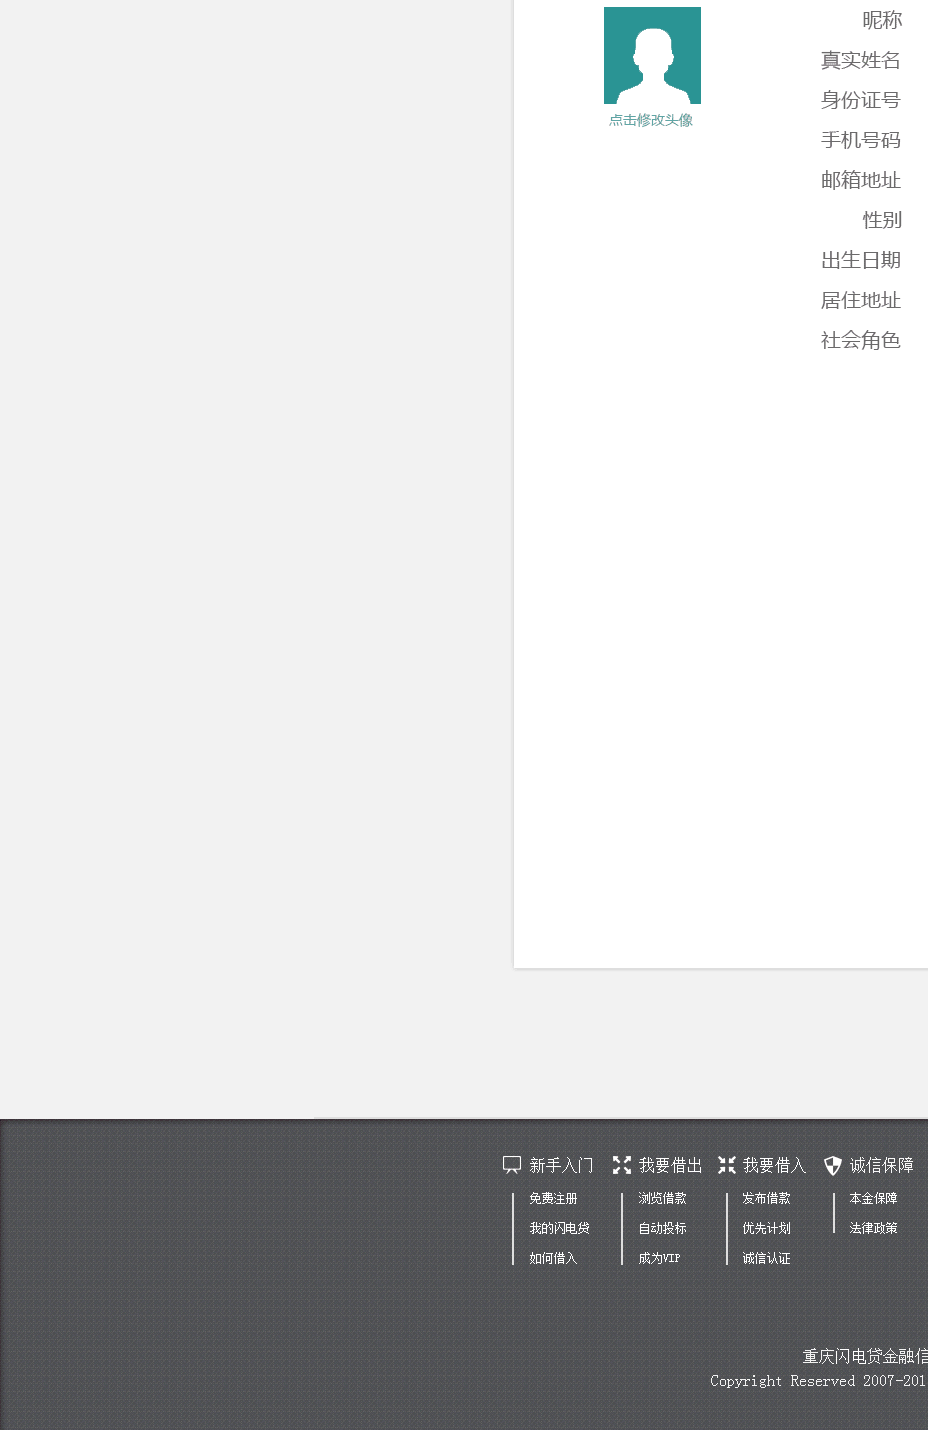 昵称
点击修改头像
真实姓名
身份证号
手机号码
邮箱地址
性别
出生日期
居住地址
社会角色
新手入门
免费注册
我的闪电贷
如何借入
我要借出
浏览借款
自动投标
成为VIP
我要借入
发布借款
优先计划
诚信认证
诚信保障
本金保障
法律政策
重庆闪电贷金融信
Copyright Reserved 2007-201